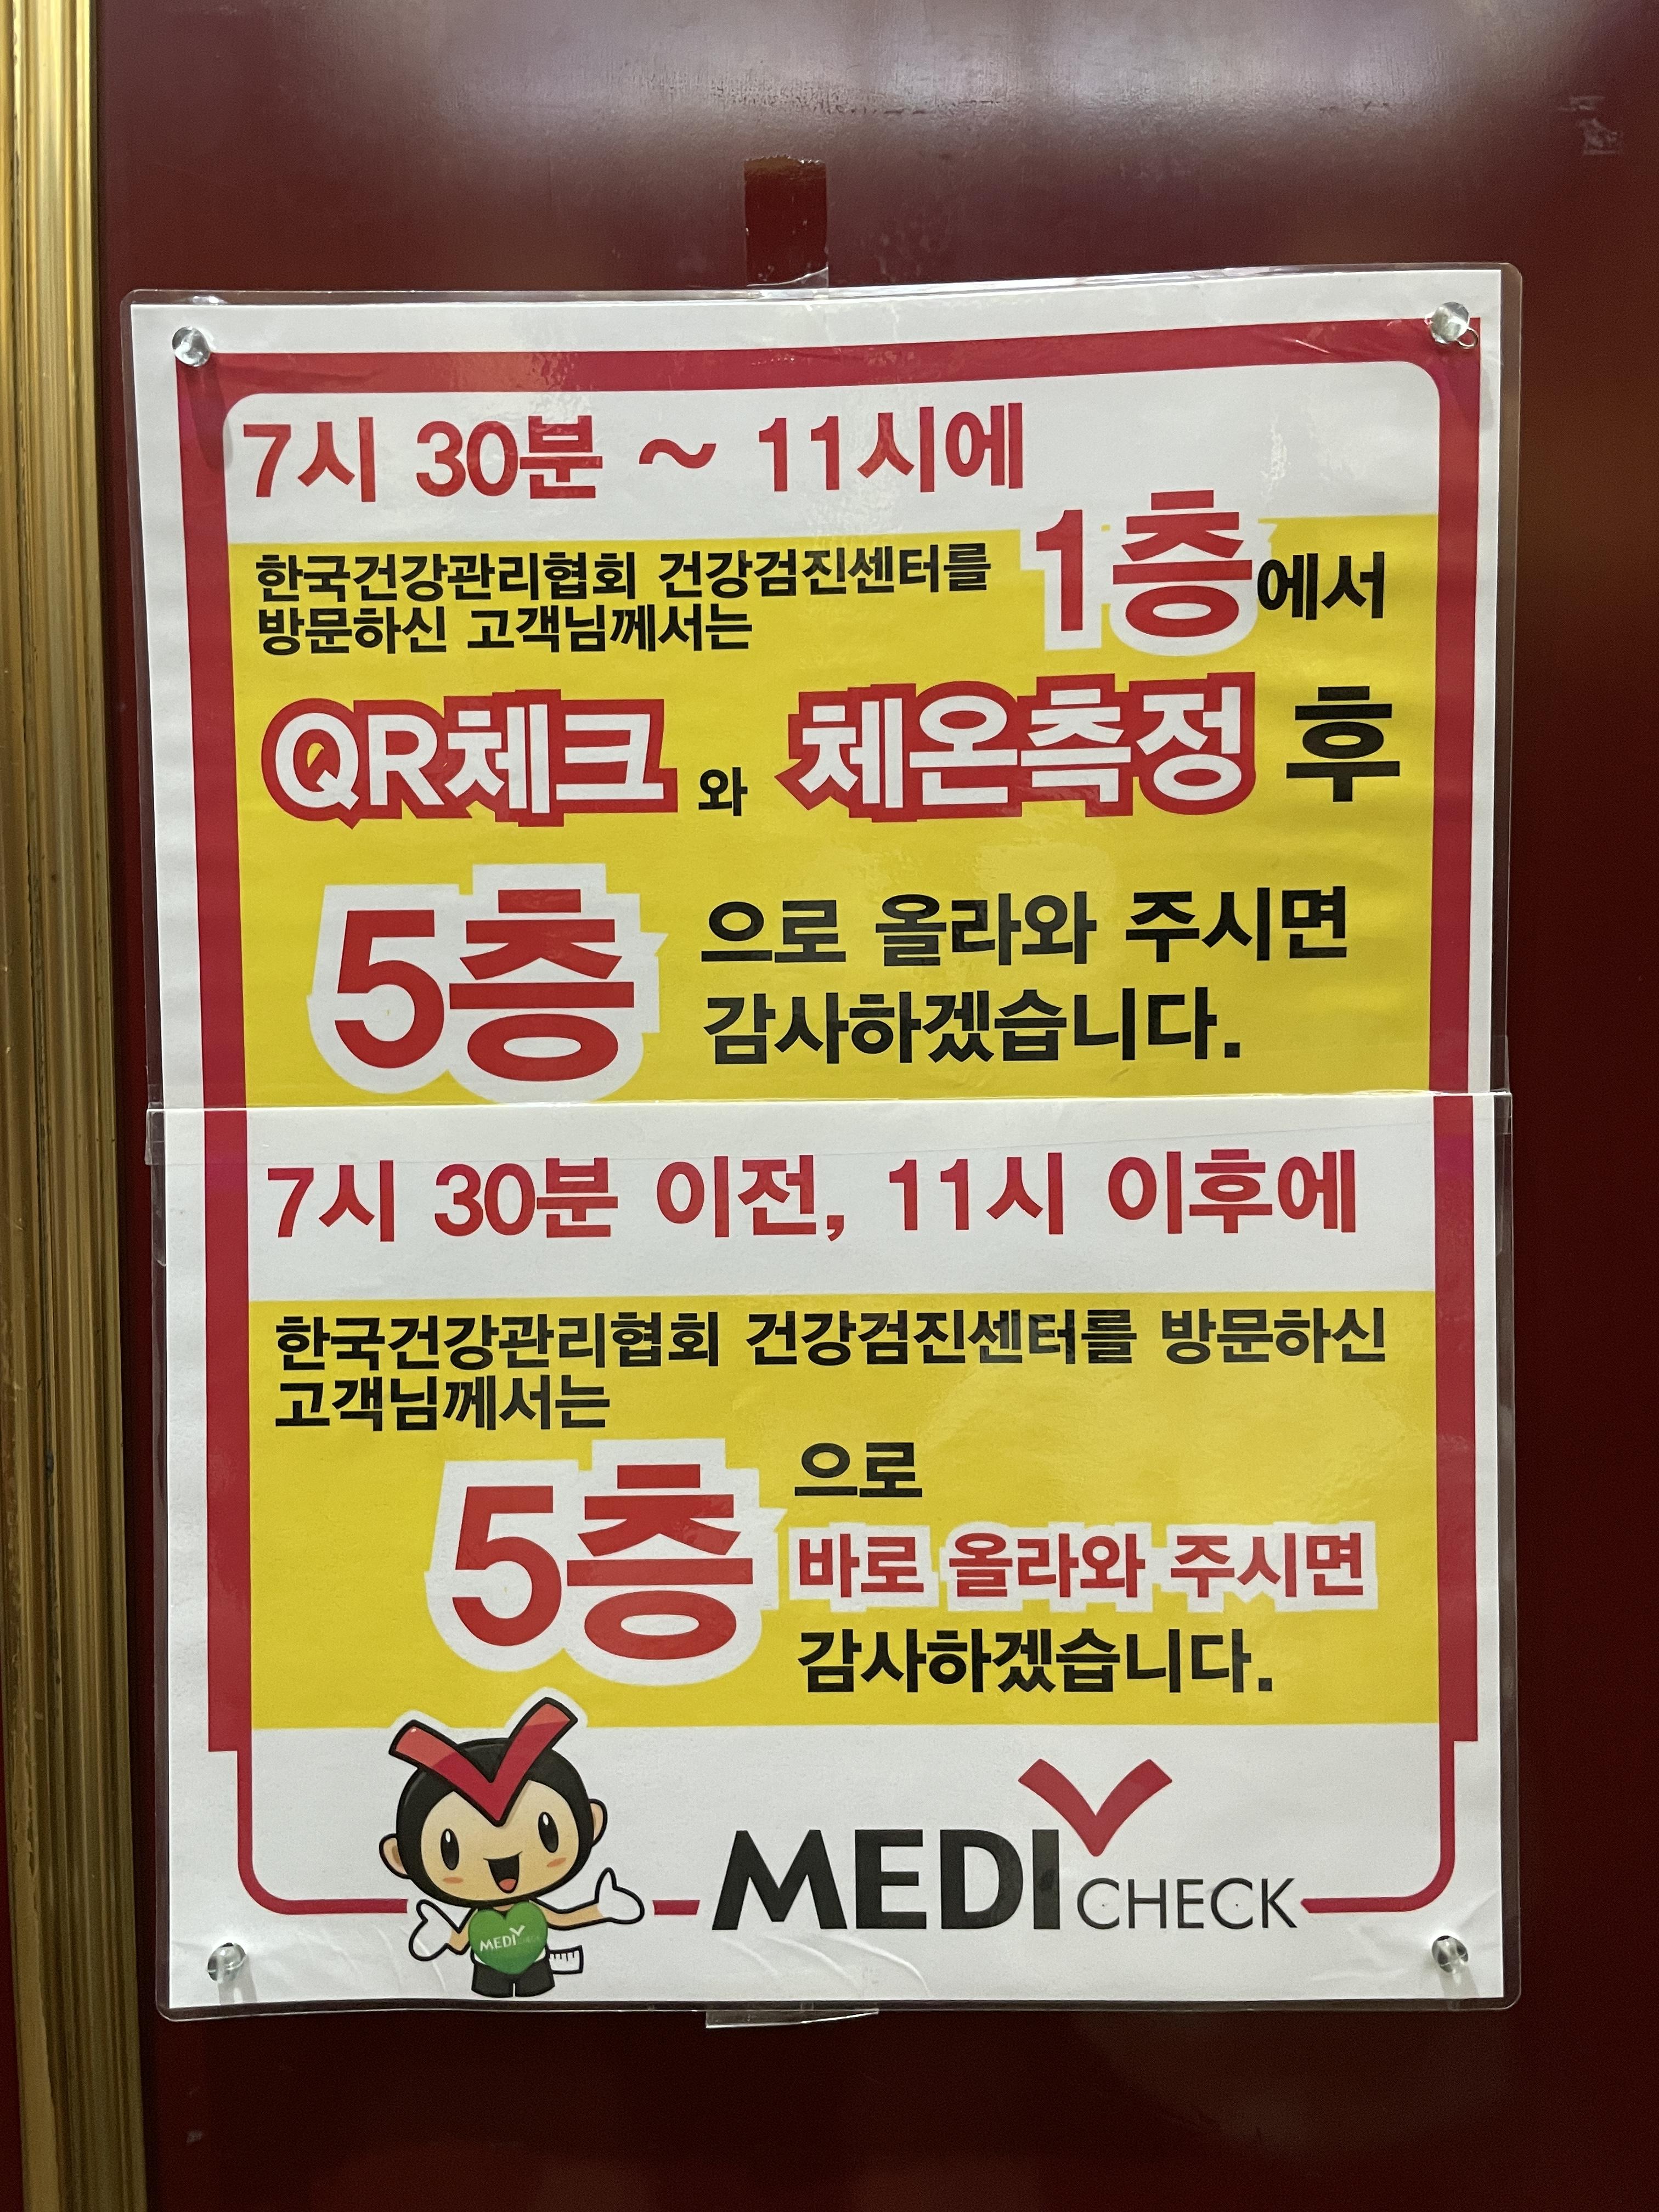 7시 30분 ~ 11시에
한국건강관리협회 건강검진센터를
방문하신 고객님께서는
1층에서
QR체크 와 체온측정 후
5층 으로 올라와 주시면
감사하겠습니다.
7시 30분 이전, 11시 이후에
한국건강관리협회 건강검진센터를 방문하신
고객님께서는
5층 으로
바로 올라와 주시면
감사하겠습니다.
MEDI CHECK
MEDI CHECK